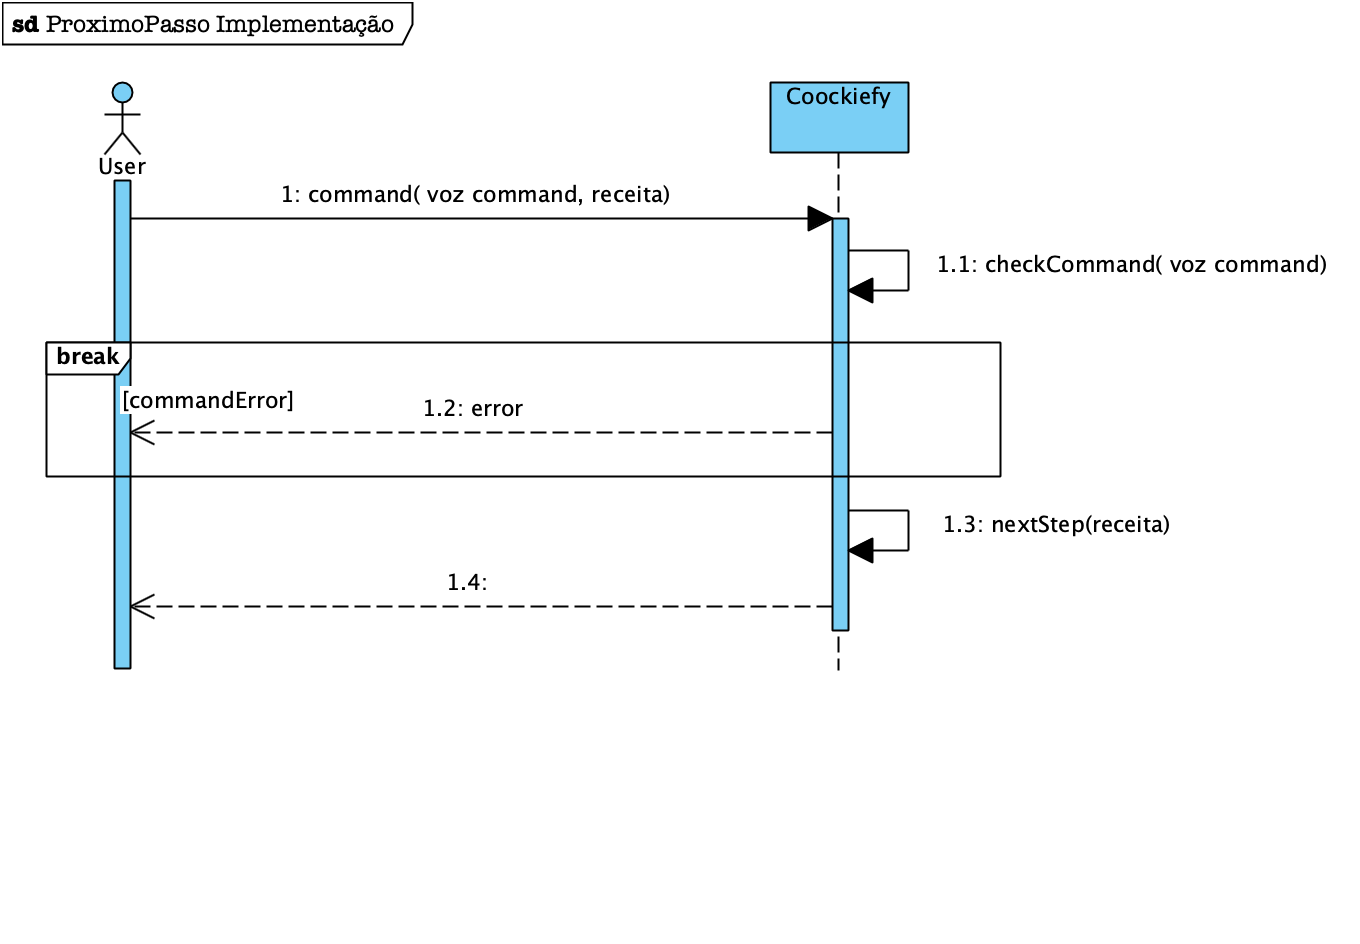 sd ProximoPasso Implementação
Coockiefy
User
1: command( voz command, receita)
1.1: checkCommand( voz command)
break
[commandError]
1.2: error
1.3: nextStep(receita)
1.4: